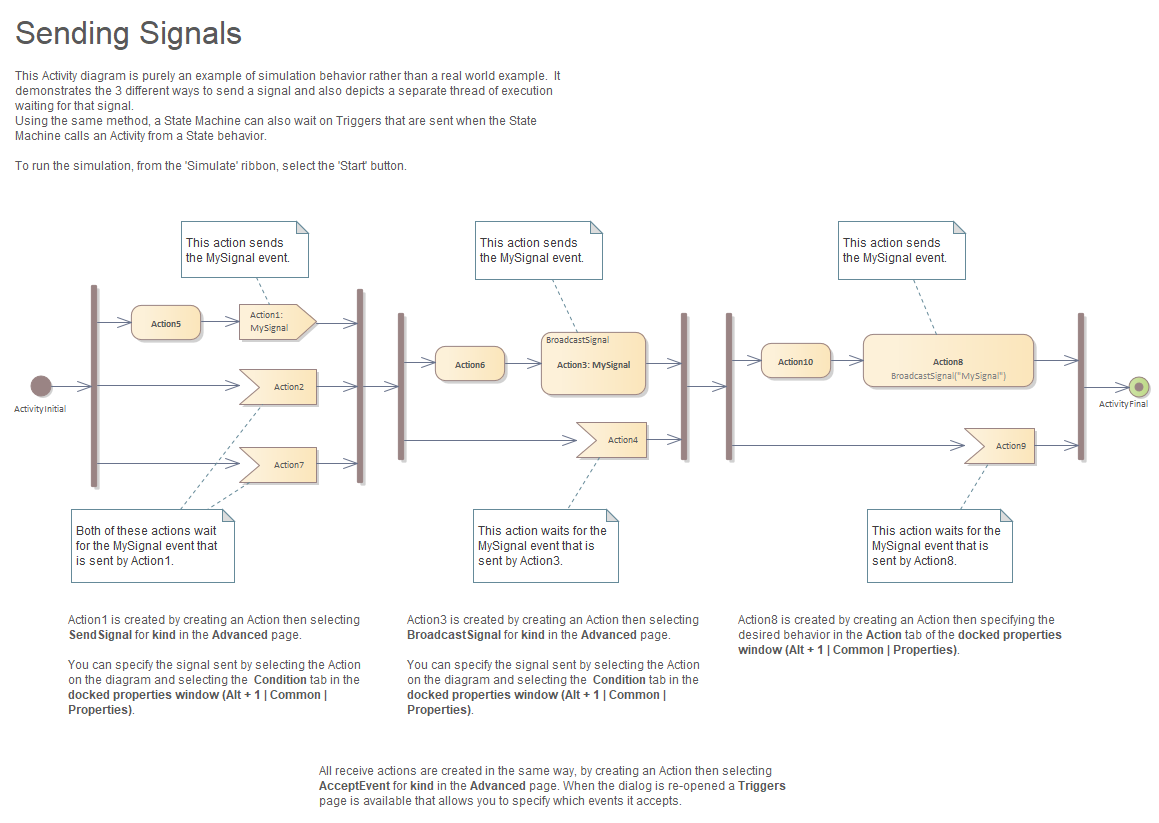 Sending Signals
This Activity diagram is purely an example of simulation behavior rather than a real world example.  It
demonstrates the 3 different ways to send a signal and also depicts a separate thread of execution
waiting for that signal.
Using the same method, a State Machine can also wait on Triggers that are sent when the State
Machine calls an Activity from a State behavior.
To run the simulation, from the 'Simulate' ribbon, select the 'Start' button.
This action sends
the MySignal event.
This action sends
the MySignal event.
This action sends
the MySignal event.
Action5
Action1:
MySignal
Action2
Action7
ActivityInitial
BroadcastSignal
Action6
Action3: MySignal
Action4
Action10
Action8
BroadcastSignal("MySignal")
Action9
ActivityFinal
Both of these actions wait
for the MySignal event that
is sent by Action1.
This action waits for the
MySignal event that is
sent by Action3.
This action waits for the
MySignal event that is
sent by Action8.
Action1 is created by creating an Action then selecting
SendSignal for kind in the Advanced page.
You can specify the signal sent by selecting the Action
on the diagram and selecting the  Condition tab in the
docked properties window (Alt + 1 | Common |
Properties).
Action3 is created by creating an Action then selecting
BroadcastSignal for kind in the Advanced page.
You can specify the signal sent by selecting the Action
on the diagram and selecting the  Condition tab in the
docked properties window (Alt + 1 | Common |
Properties).
Action8 is created by creating an Action then specifying the
desired behavior in the Action tab of the docked properties
window (Alt + 1 | Common | Properties).
All receive actions are created in the same way, by creating an Action then selecting
AcceptEvent for kind in the Advanced page. When the dialog is re-opened a Triggers
page is available that allows you to specify which events it accepts.